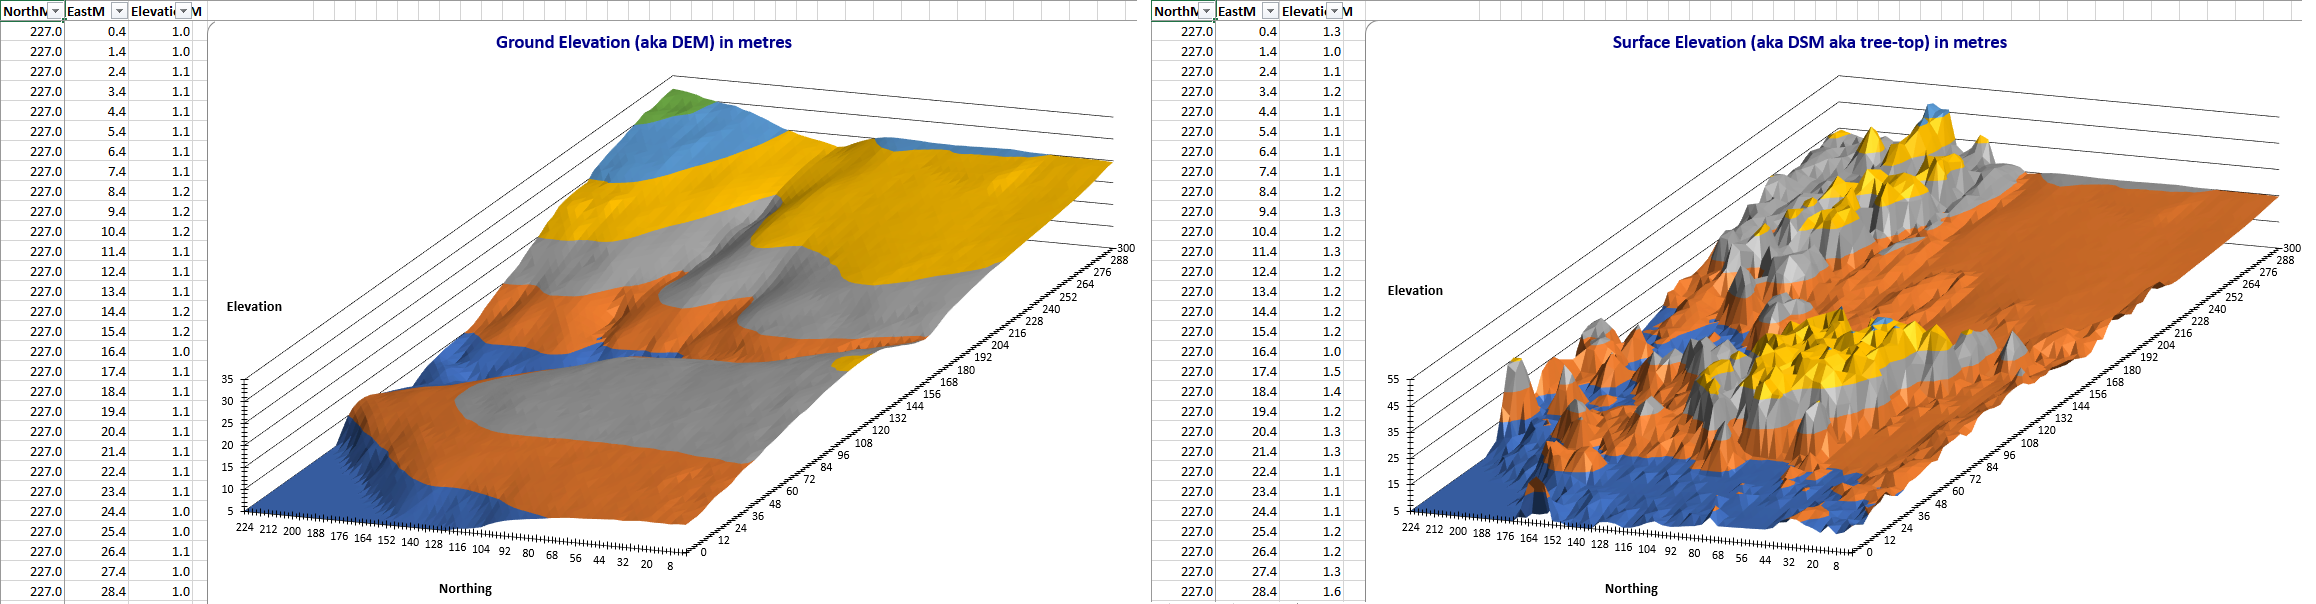 NorthM EastM Elevatio M
227.0 0.4 1.0
227.0 1.4 1.0
227.0 2.4 1.1
227.0 3.4 1.1
227.0 4.4 1.1
227.0 5.4 1.1
227.0 6.4 1.1
227.0 7.4 1.1
227.0 8.4 1.2
227.0 9.4 1.2
227.0 10.4 1.2
227.0 11.4 1.1
227.0 12.4 1.1
227.0 13.4 1.1
227.0 14.4 1.2
227.0 15.4 1.2
227.0 16.4 1.0
227.0 17.4 1.1
227.0 18.4 1.1
227.0 19.4 1.1
227.0 20.4 1.1
227.0 21.4 1.1
227.0 22.4 1.1
227.0 23.4 1.1
227.0 24.4 1.0
227.0 25.4 1.0
227.0 26.4 1.1
227.0 27.4 1.0
227.0 28.4 1.0
Ground Elevation (aka DEM) in metres
Elevation
35
30
25
20
15
10
5
224 212 200 188 176 164 152 140 128 116 104 92 80 68 56 44 32 20 8
Northing
0
12
24
36
48
60
72
84
96
108
120
132
144
156
168
180
192
204
216
228
240
252
264
276
288
300
NorthM EastM Elevatio M
227.0 0.4 1.3
227.0 1.4 1.0
227.0 2.4 1.1
227.0 3.4 1.2
227.0 4.4 1.1
227.0 5.4 1.1
227.0 6.4 1.1
227.0 7.4 1.1
227.0 8.4 1.2
227.0 9.4 1.3
227.0 10.4 1.2
227.0 11.4 1.3
227.0 12.4 1.2
227.0 13.4 1.2
227.0 14.4 1.2
227.0 15.4 1.2
227.0 16.4 1.0
227.0 17.4 1.5
227.0 18.4 1.4
227.0 19.4 1.2
227.0 20.4 1.3
227.0 21.4 1.3
227.0 22.4 1.1
227.0 23.4 1.1
227.0 24.4 1.1
227.0 25.4 1.2
227.0 26.4 1.2
227.0 27.4 1.3
227.0 28.4 1.6
Surface Elevation (aka DSM aka tree-top) in metres
Elevation
55
45
35
25
15
5
224 212 200 188 176 164 152 140 128 116 104 92 80 68 56 44 32 20 8
Northing
0
12
24
36
48
60
72
84
96
108
120
132
144
156
168
180
192
204
216
228
240
252
264
276
288
300